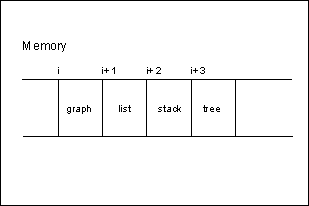 Memory
i i+1 i+2 i+3
graph list stack tree